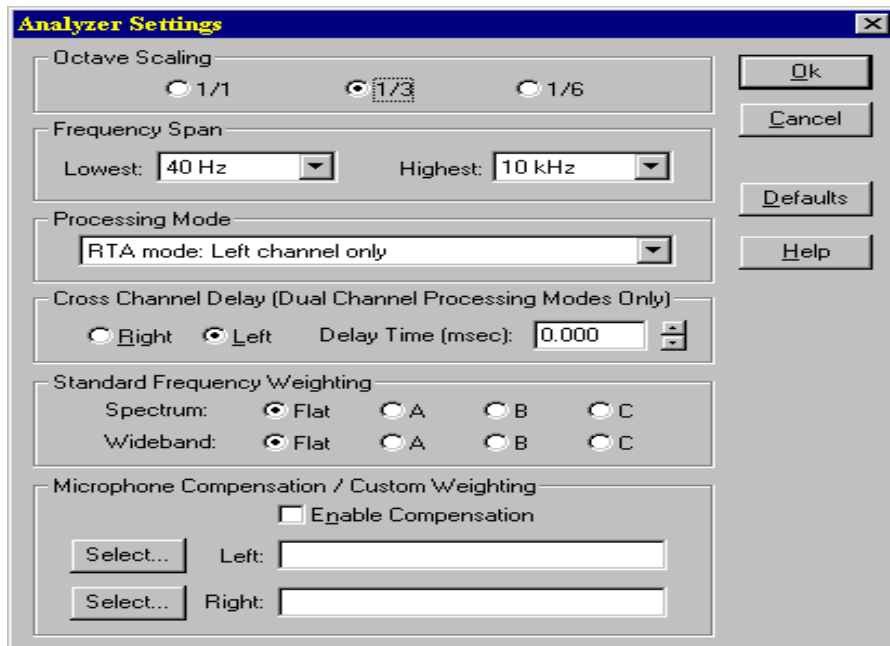 Analyzer Settings
Octave Scaling
1/1 1/3 1/6
Ok
Cancel
Frequency Span
Lowest: 40 Hz Highest: 10 kHz
Defaults
Help
Processing Mode
RTA mode: Left channel only
Cross Channel Delay (Dual Channel Processing Modes Only)
Right Left Delay Time (msec): 0.000
Standard Frequency Weighting
Spectrum: Flat A B C
Wideband: Flat A B C
Microphone Compensation / Custom Weighting
Enable Compensation
Select... Left:
Select... Right: